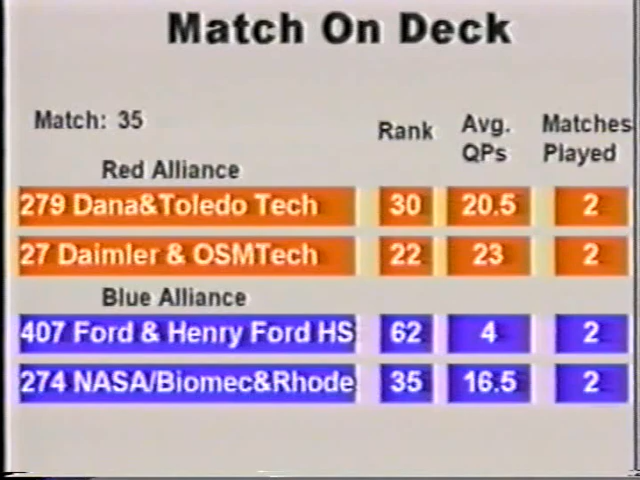 Match On Deck
Match: 35 Rank Avg. QPs Matches Played
Red Alliance
279 Dana&Toledo Tech 30 20.5 2
27 Daimler & OSMTech 22 23 2
Blue Alliance
407 Ford & Henry Ford HS 62 4 2
274 NASA/Biomec&Rhode 35 16.5 2